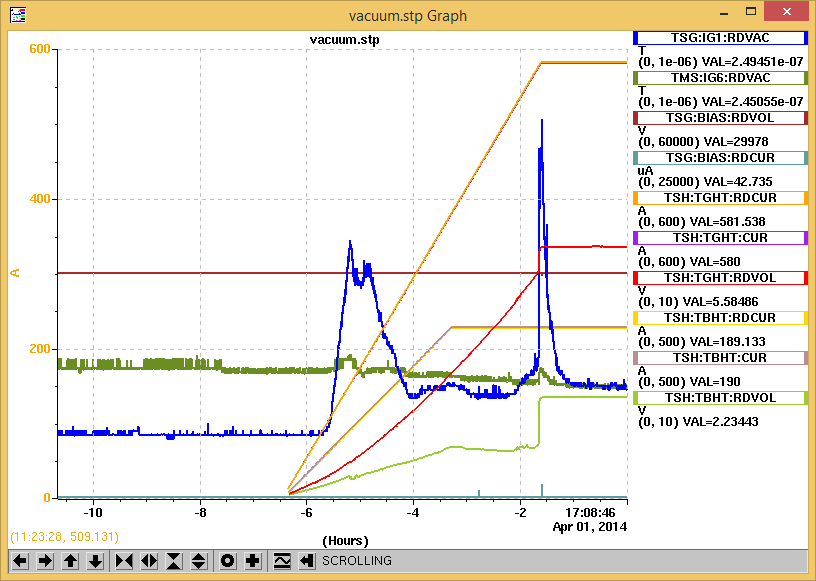 vacuum.stp Graph
vacuum.stp
600
400
200
0
A
-10
-8
-6
-4
-2
17:08:46
Apr 01, 2014
(Hours)
(11:23:28, 509.131)
TSG:IG1:RDVAC
T
(0, 1e-06) VAL=2.49451e-07
TMS:IG6:RDVAC
T
(0, 1e-06) VAL=2.45055e-07
TSG:BIAS:RDVOL
V
(0, 60000) VAL=29978
TSG:BIAS:RDCUR
uA
(0, 25000) VAL=42.735
TSH:TGHT:RDCUR
A
(0, 600) VAL=581.538
TSH:TGHT:CUR
A
(0, 600) VAL=580
TSH:TGHT:RDVOL
V
(0, 10) VAL=5.58486
TSH:TBHT:RDCUR
A
(0, 500) VAL=189.133
TSH:TBHT:CUR
A
(0, 500) VAL=190
TSH:TBHT:RDVOL
V
(0, 10) VAL=2.23443
SCROLLING